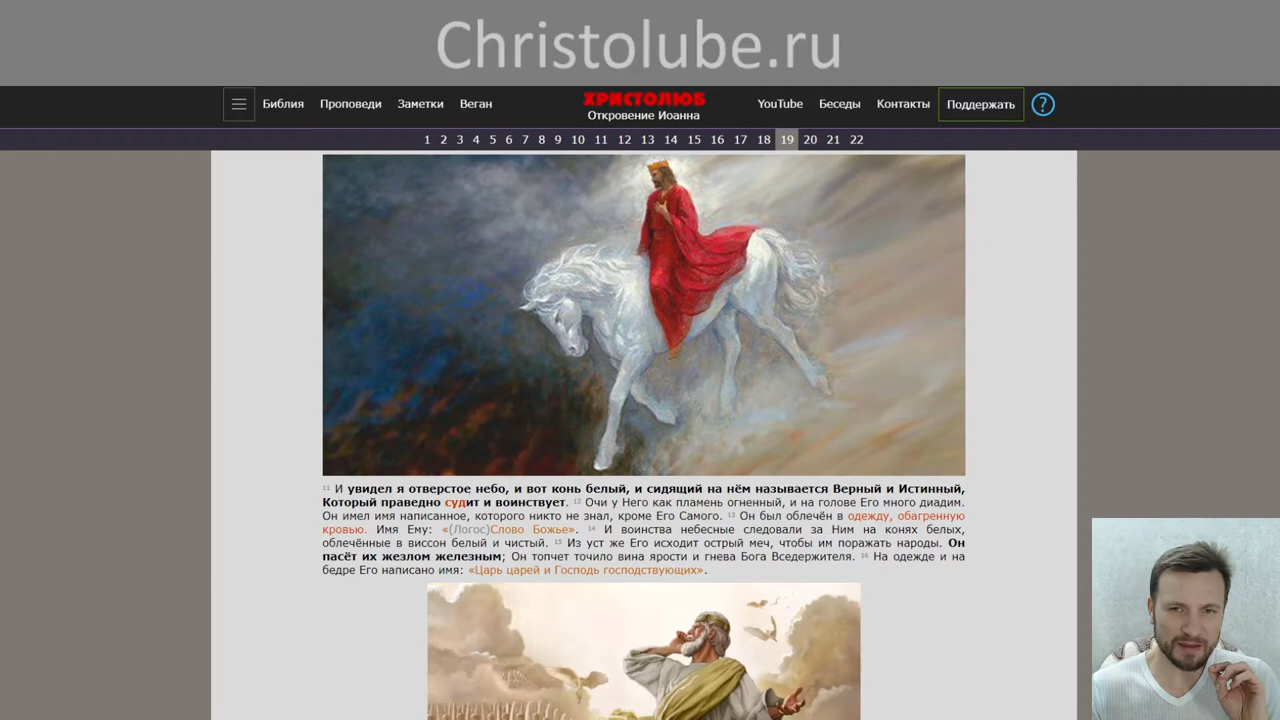 Christolube.ru
Библия Проповеди Заметки Веган ХРИСТОЛЮБ YouTube Беседы Контакты Поддержать ?
Откровение Иоанна
1 2 3 4 5 6 7 8 9 10 11 12 13 14 15 16 17 18 19 20 21 22
11 И увидел я отверстое небо, и вот конь белый, и сидящий на нём называется Верный и Истинный,
Который праведно судит и воинствует. 12 Очи у Него как пламень огненный, и на голове Его много диадим.
Он имел имя написанное, которого никто не знал, кроме Его Самого. 13 Он был облечён в одежду, обагренную
кровью. Имя Ему: «(Логос)Слово Божье». 14 И воинства небесные следовали за Ним на конях белых,
облечённые в виссон белый и чистый. 15 Из уст же Его исходит острый меч, чтобы им поражать народы. Он
пасёт их жезлом железным; Он топчет точило вина ярости и гнева Бога Вседержителя. 16 На одежде и на
бедре Его написано имя: «Царь царей и Господь господствующих».